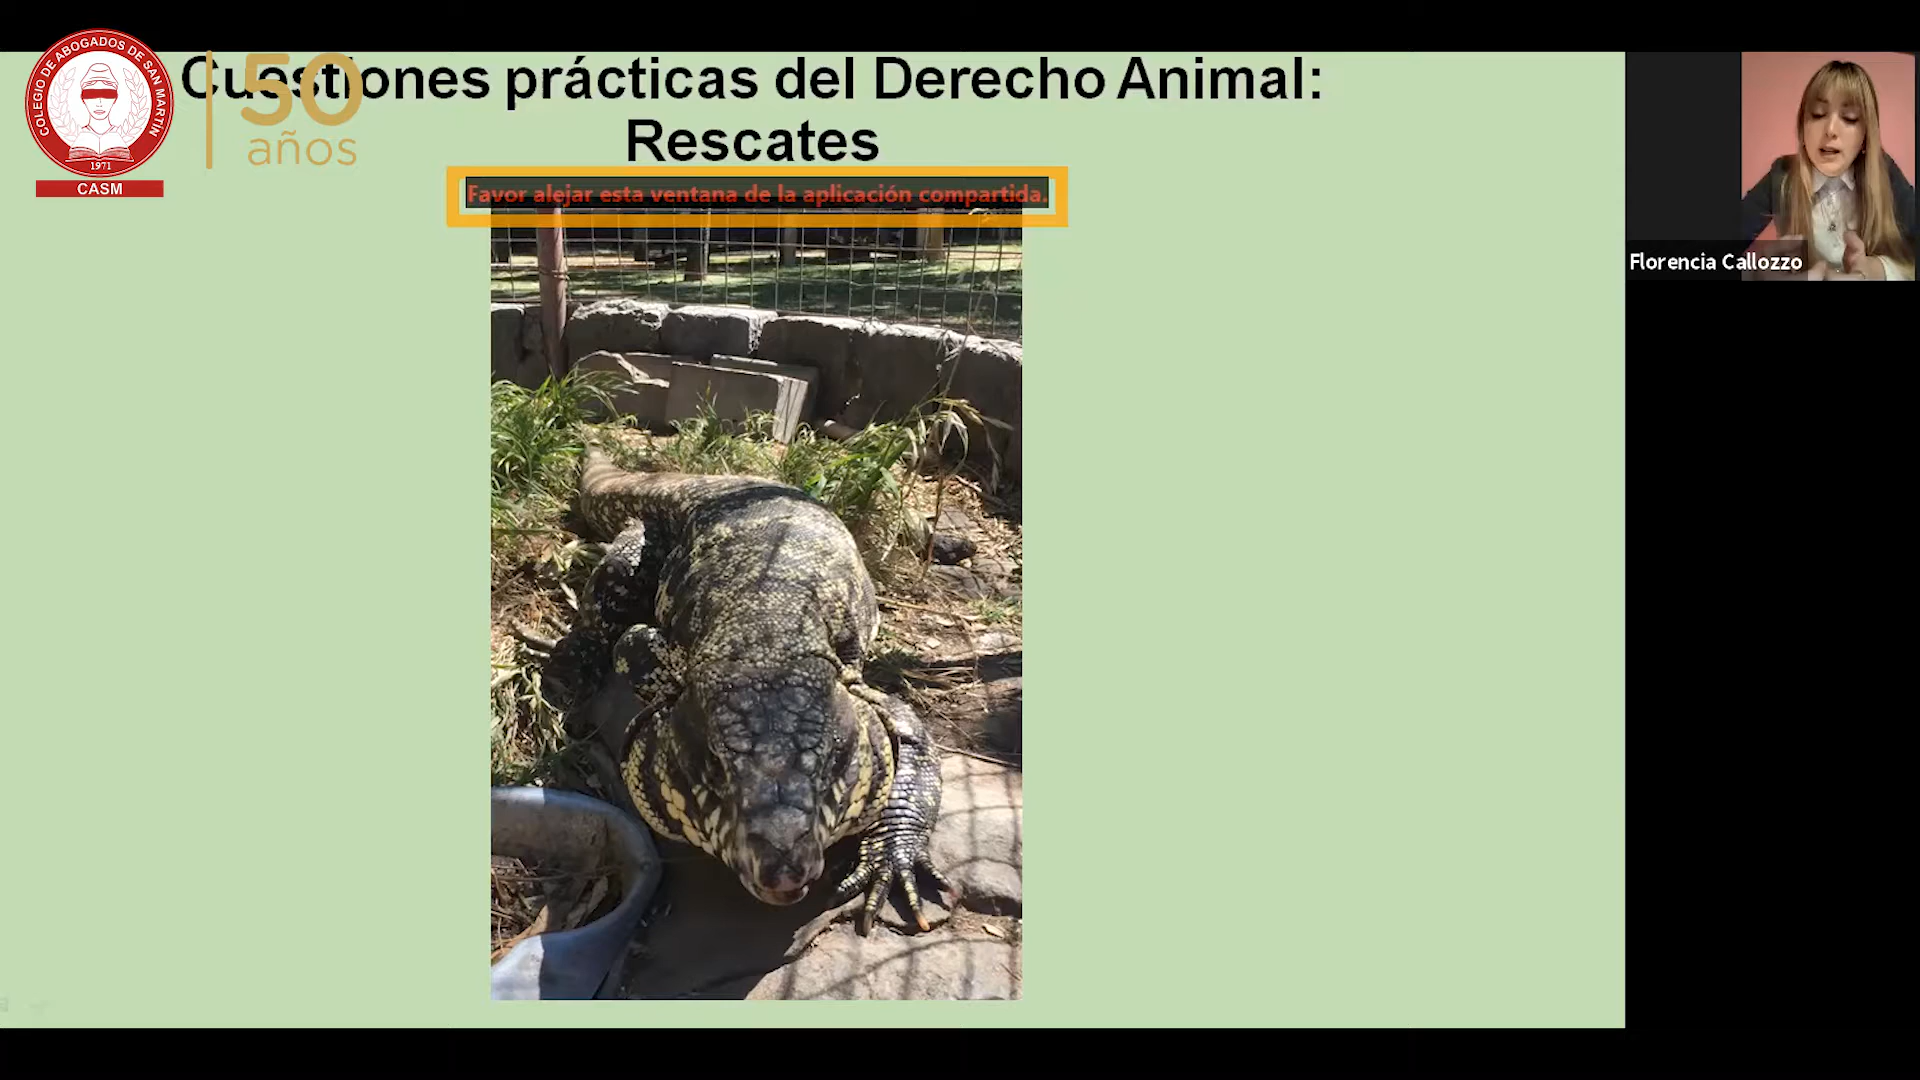 COLEGIO DE ABOGADOS DE SAN MARTIN
1971
CASM
50
años
Cuestiones prácticas del Derecho Animal:
Rescates
Favor alejar esta ventana de la aplicación compartida.
Florencia Callozzo